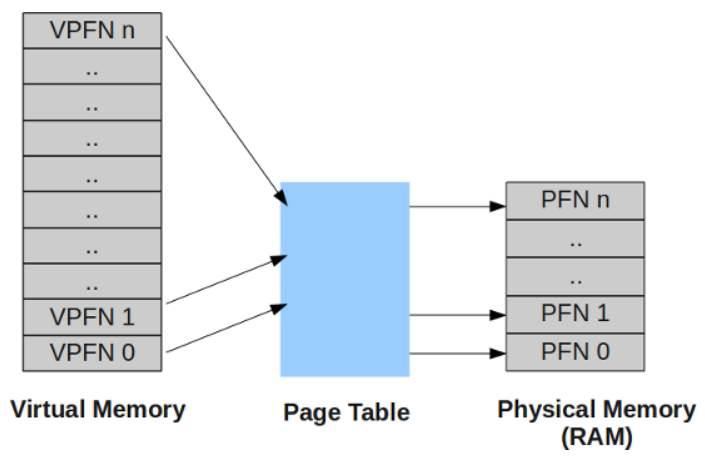 VPFN n
..
..
..
..
..
..
..
VPFN 1
VPFN 0
Virtual Memory
Page Table
PFN n
..
..
PFN 1
PFN 0
Physical Memory
(RAM)